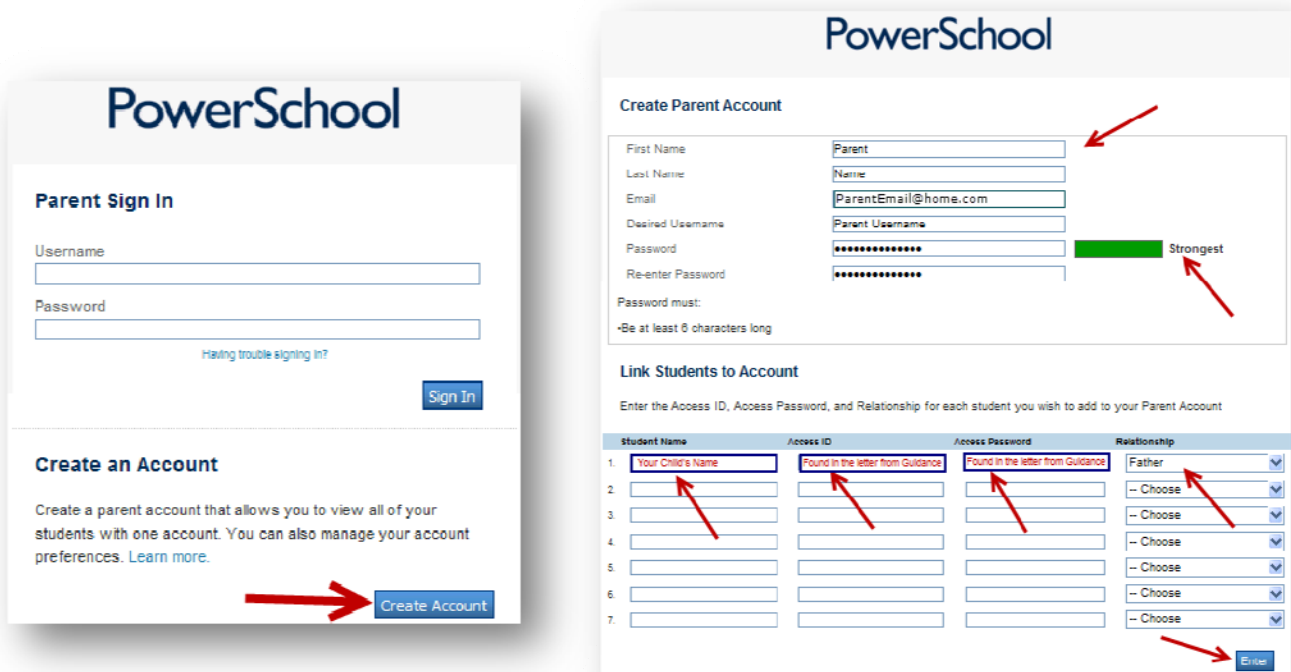 PowerSchool
Parent Sign In
Username
Password
Having trouble signing in?
Sign In
Create an Account
Create a parent account that allows you to view all of your
students with one account. You can also manage your account
preferences. Learn more.
Create Account
PowerSchool
Create Parent Account
First Name Parent
Last Name Name
Email ParentEmail@home.com
Desired Username Parent Username
Password •••••••••••••• Strongest
Re-enter Password ••••••••••••••
Password must:
•Be at least 6 characters long
Link Students to Account
Enter the Access ID, Access Password, and Relationship for each student you wish to add to your Parent Account
Student Name Access ID Access Password Relationship
1. Your Child's Name Found in the letter from Guidance Found in the letter from Guidance Father
2. -- Choose
3. -- Choose
4. -- Choose
5. -- Choose
6. -- Choose
7. -- Choose
Enter